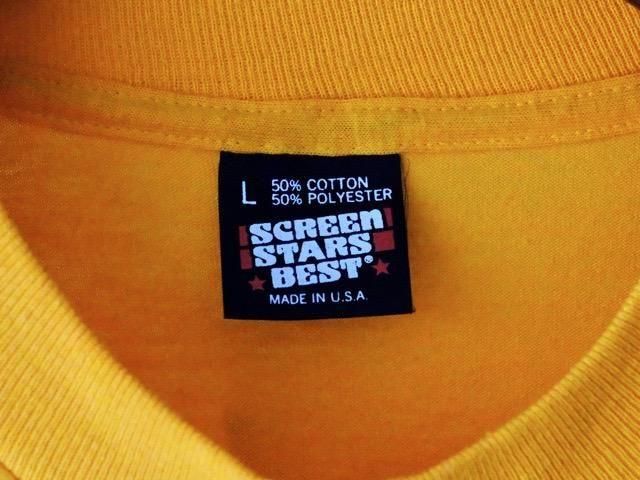 L 50% COTTON
50% POLYESTER
SCREEN
STARS
BEST®
MADE IN U.S.A.